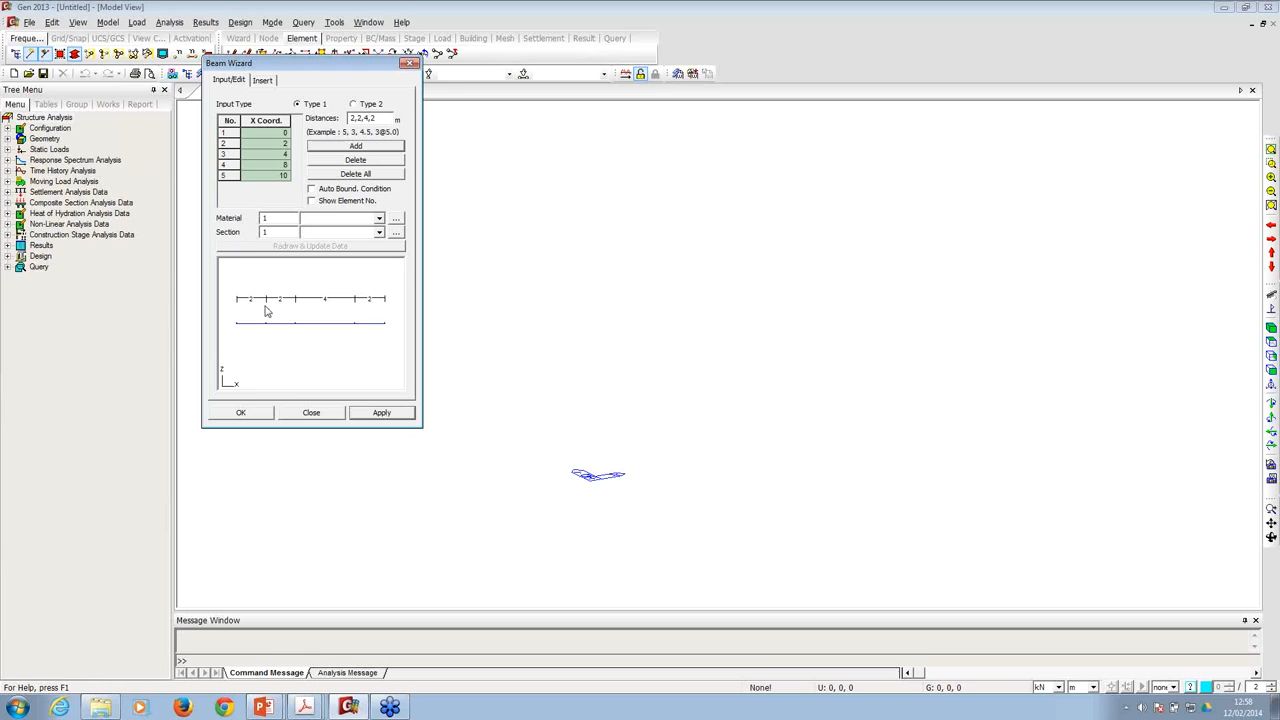 Gen 2013 - [Untitled] - [Model View]
File Edit View Model Load Analysis Results Design Mode Query Tools Window Help
Freque... Grid/Snap UCS/GCS View C... Activation Wizard Node Element Property BC/Mass Stage Load Building Mesh Settlement Result Query
Tree Menu
Menu Tables Group Works Report
Structure Analysis
Configuration
Geometry
Static Loads
Response Spectrum Analysis
Time History Analysis
Moving Load Analysis
Settlement Analysis Data
Composite Section Analysis Data
Heat of Hydration Analysis Data
Non-Linear Analysis Data
Construction Stage Analysis Data
Results
Design
Query
Beam Wizard
Input/Edit Insert
Input Type Type 1 Type 2
No. X Coord.
1 0
2 2
3 4
4 8
5 10
Distances: 2,2,4,2 m
(Example : 5, 3, 4.5, 3@5.0)
Add
Delete
Delete All
Auto Bound. Condition
Show Element No.
Material 1 ...
Section 1 ...
Redraw & Update Data
2 2 4 2
Z
X
OK Close Apply
Message Window
>>
Command Message Analysis Message
For Help, press F1 None! U: 0, 0, 0 G: 0, 0, 0 kN m none 0 / 2
12:58
12/02/2014